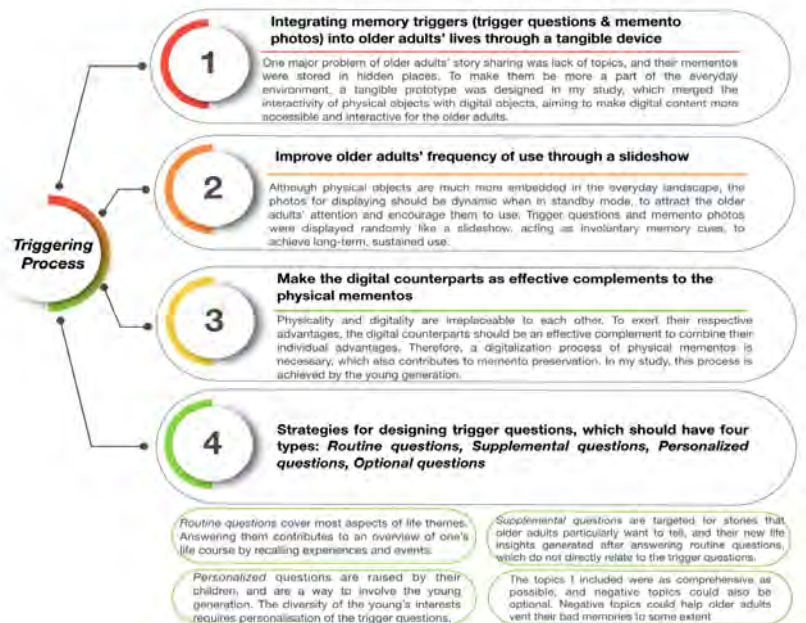 Triggering
Process
1
Integrating memory triggers (trigger questions & memento
photos) into older adults' lives through a tangible device
One major problem of older adults' story sharing was lack of topics, and their mementos
were stored in hidden places. To make them be more a part of the everyday
environment, a tangible prototype was designed in my study, which merged the
interactivity of physical objects with digital objects, aiming to make digital content more
accessible and interactive for the older adults.
2
Improve older adults' frequency of use through a slideshow
Although physical objects are much more embedded in the everyday landscape, the
photos for displaying should be dynamic when in standby mode, to attract the older
adults' attention and encourage them to use. Trigger questions and memento photos
were displayed randomly like a slideshow, acting as involuntary memory cues, to
achieve long-term, sustained use.
3
Make the digital counterparts as effective complements to the
physical mementos
Physicality and digitality are irreplaceable to each other. To exert their respective
advantages, the digital counterparts should be an effective complement to combine their
individual advantages. Therefore, a digitalization process of physical mementos is
necessary, which also contributes to memento preservation. In my study, this process is
achieved by the young generation.
4
Strategies for designing trigger questions, which should have four
types: Routine questions, Supplemental questions, Personalized
questions, Optional questions
Routine questions cover most aspects of life themes.
Answering them contributes to an overview of one's
life course by recalling experiences and events.
Supplemental questions are targeted for stories that
older adults particularly want to tell, and their new life
insights generated after answering routine questions,
which do not directly relate to the trigger questions.
Personalized questions are raised by their
children, and are a way to involve the young
generation. The diversity of the young's interests
requires personalisation of the trigger questions.
The topics I included were as comprehensive as
possible, and negative topics could also be
optional. Negative topics could help older adults
vent their bad memories to some extent